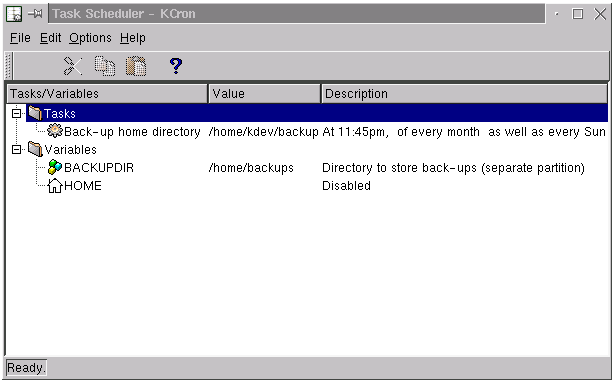 Task Scheduler - KCron
File Edit Options Help
?
Tasks/Variables Value Description
Tasks
Back-up home directory /home/kdev/backup At 11:45pm, of every month as well as every Sun
Variables
BACKUPDIR /home/backups Directory to store back-ups (separate partition)
HOME Disabled
Ready.